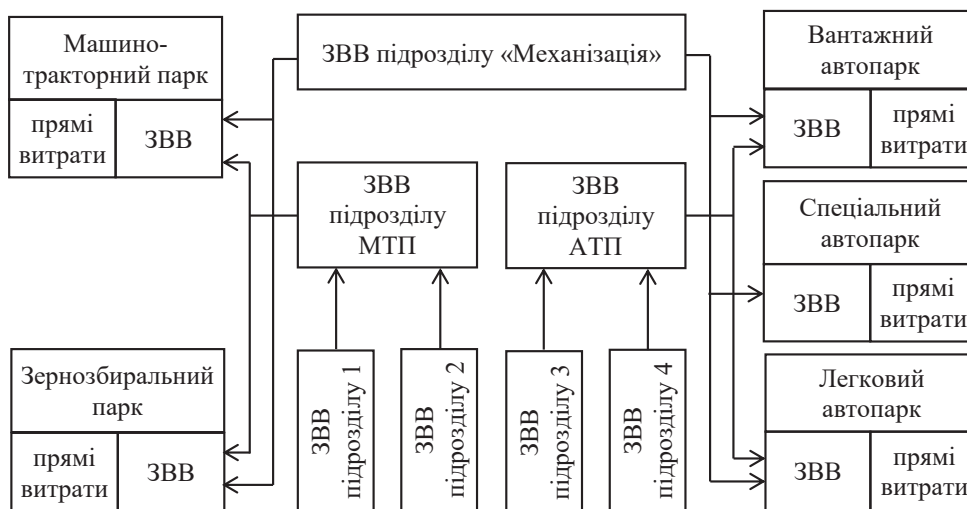 Машино-
тракторний парк
прямі
витрати
ЗВВ
ЗВВ підрозділу «Механізація»
Вантажний
автопарк
ЗВВ
прямі
витрати
ЗВВ
підрозділу
МТП
ЗВВ
підрозділу
АТП
Спеціальний
автопарк
ЗВВ
прямі
витрати
Зернозбиральний
парк
прямі
витрати
ЗВВ
ЗВВ
підрозділу 1
ЗВВ
підрозділу 2
ЗВВ
підрозділу 3
ЗВВ
підрозділу 4
Легковий
автопарк
ЗВВ
прямі
витрати